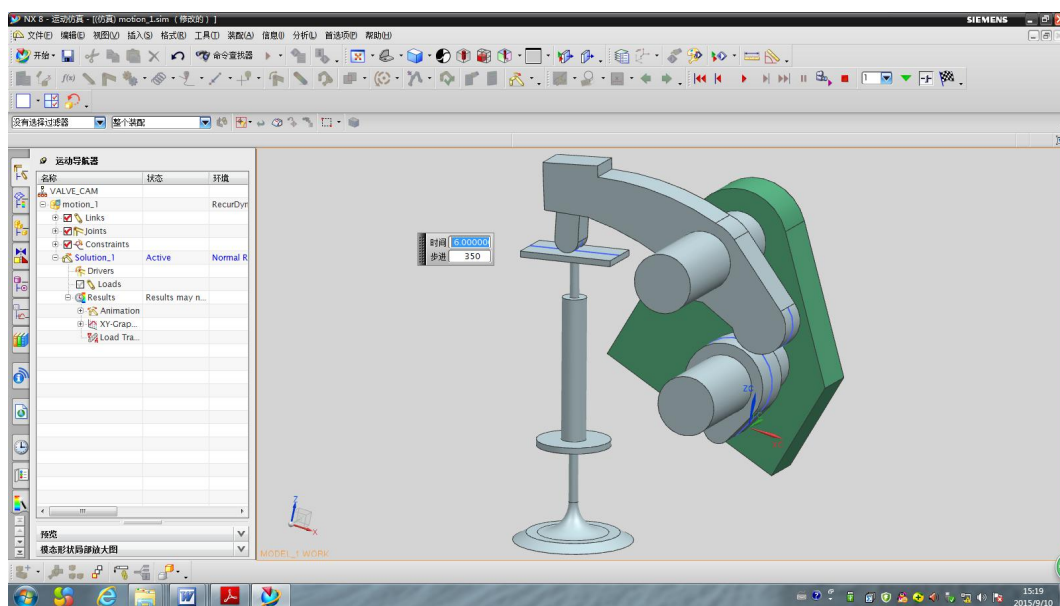 NX 8 - 运动仿真 - [(仿真) motion_1.sim （修改的）]
SIEMENS
文件(F) 编辑(E) 视图(V) 插入(S) 格式(R) 工具(T) 装配(A) 信息(I) 分析(L) 首选项(P) 帮助(H)
开始 命令查找器
f(x)
1
没有选择过滤器 整个装配
运动导航器
名称 状态 环境
VALVE_CAM
motion_1 RecurDyn
Links
Joints
Constraints
Solution_1 Active Normal R
Drivers
Loads
Results Results may n...
Animation
XY-Grap...
Load Tra...
时间 6.00000
步进 350
预览
模态形状局部放大图
Z
X
MODEL_1 WORK
15:19
2015/9/10